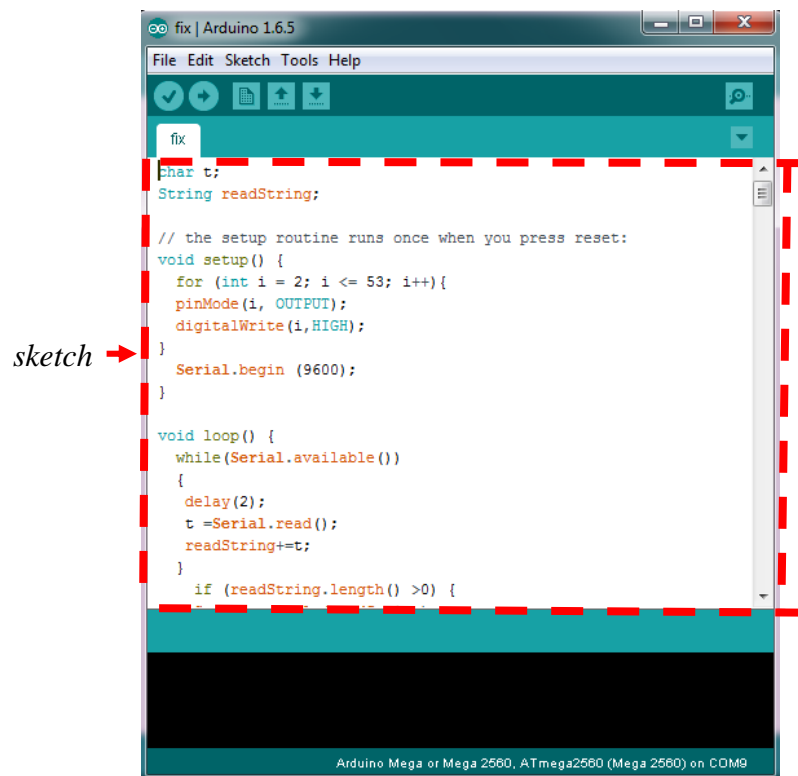 fix | Arduino 1.6.5
File Edit Sketch Tools Help
fix
char t;
String readString;
// the setup routine runs once when you press reset:
void setup() {
for (int i = 2; i <= 53; i++){
pinMode(i, OUTPUT);
digitalWrite(i,HIGH);
}
Serial.begin (9600);
}
void loop() {
while(Serial.available())
{
delay(2);
t =Serial.read();
readString+=t;
}
if (readString.length() >0) {
sketch
Arduino Mega or Mega 2560, ATmega2560 (Mega 2560) on COM9